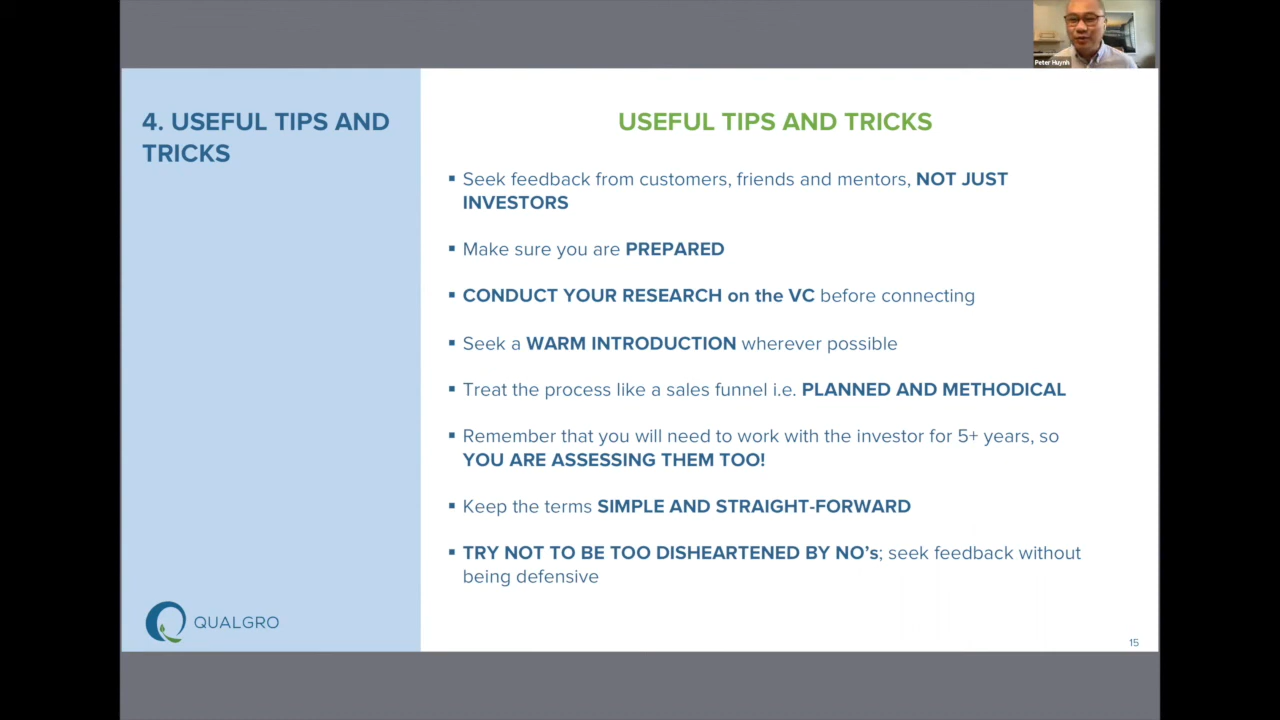 Peter Huynh
4. USEFUL TIPS AND
TRICKS
USEFUL TIPS AND TRICKS
▪ Seek feedback from customers, friends and mentors, NOT JUST
INVESTORS
▪ Make sure you are PREPARED
▪ CONDUCT YOUR RESEARCH on the VC before connecting
▪ Seek a WARM INTRODUCTION wherever possible
▪ Treat the process like a sales funnel i.e. PLANNED AND METHODICAL
▪ Remember that you will need to work with the investor for 5+ years, so
YOU ARE ASSESSING THEM TOO!
▪ Keep the terms SIMPLE AND STRAIGHT-FORWARD
▪ TRY NOT TO BE TOO DISHEARTENED BY NO's; seek feedback without
being defensive
QUALGRO
15